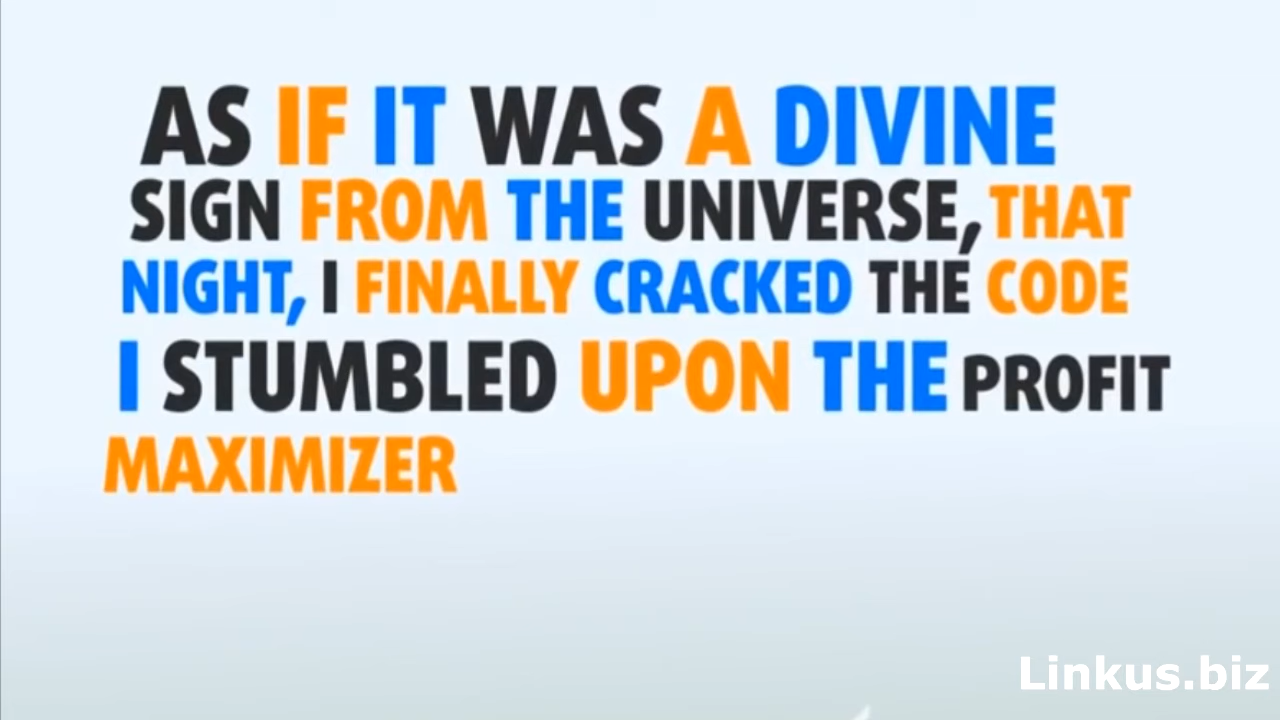 AS IF IT WAS A DIVINE
SIGN FROM THE UNIVERSE, THAT
NIGHT, I FINALLY CRACKED THE CODE
I STUMBLED UPON THE PROFIT
MAXIMIZER
Linkus.biz